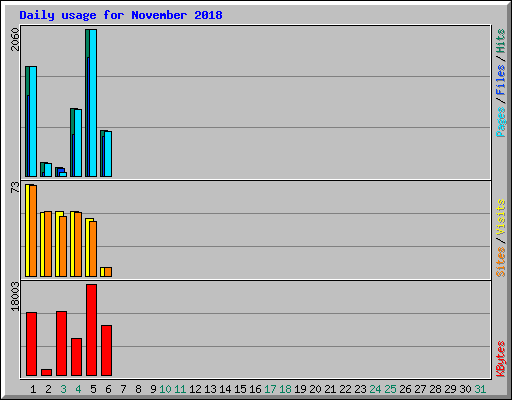 Daily usage for November 2018
2060
Pages/Files/Hits
73
Sites/Visits
18003
KBytes
1 2 3 4 5 6 7 8 9 10 11 12 13 14 15 16 17 18 19 20 21 22 23 24 25 26 27 28 29 30 31